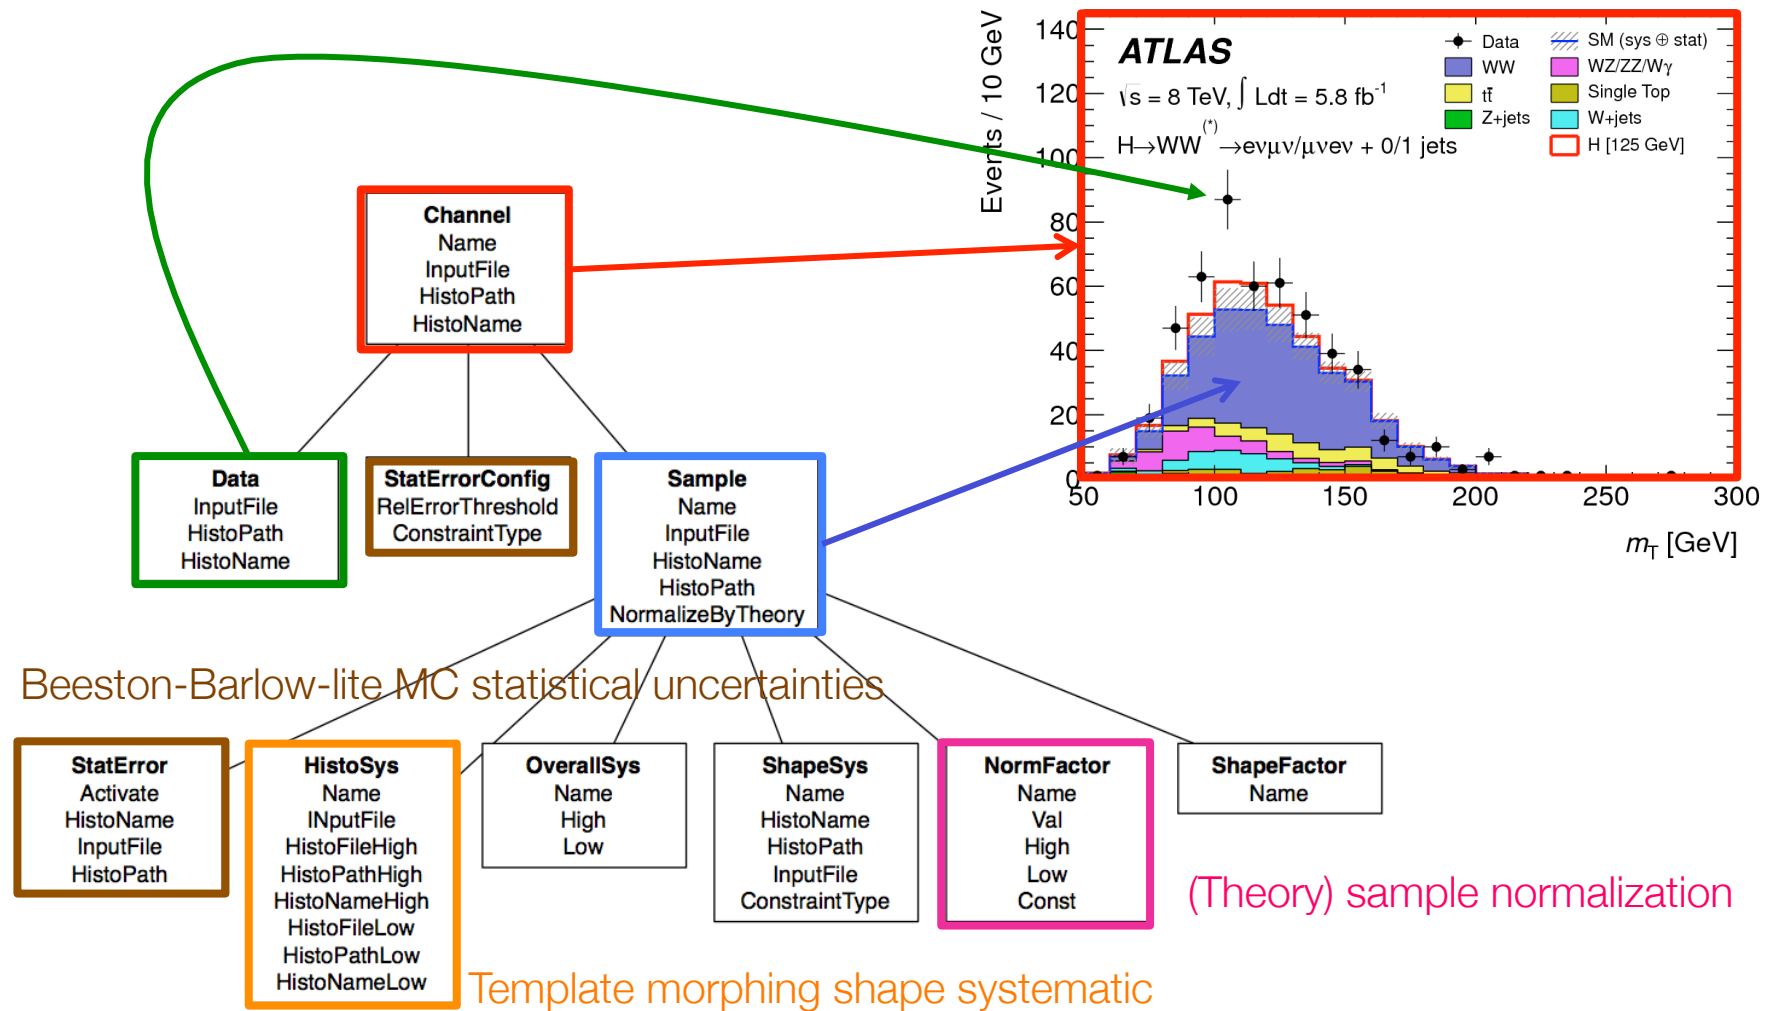 Channel
Name
InputFile
HistoPath
HistoName
Data
InputFile
HistoPath
HistoName
StatErrorConfig
RelErrorThreshold
ConstraintType
Sample
Name
InputFile
HistoName
HistoPath
NormalizeByTheory
Beeston-Barlow-lite MC statistical uncertainties
StatError
Activate
HistoName
InputFile
HistoPath
HistoSys
Name
INputFile
HistoFileHigh
HistoPathHigh
HistoNameHigh
HistoFileLow
HistoPathLow
HistoNameLow
OverallSys
Name
High
Low
ShapeSys
Name
HistoName
HistoPath
InputFile
ConstraintType
NormFactor
Name
Val
High
Low
Const
ShapeFactor
Name
(Theory) sample normalization
Template morphing shape systematic
Events / 10 GeV
140
120
100
80
60
40
20
0
ATLAS
√s = 8 TeV, ∫ Ldt = 5.8 fb⁻¹
H→WW(*)→eνμν/μνeν + 0/1 jets
Data
SM (sys ⊕ stat)
WW
WZ/ZZ/Wγ
tt̄
Single Top
Z+jets
W+jets
H [125 GeV]
50 100 150 200 250 300
mT [GeV]